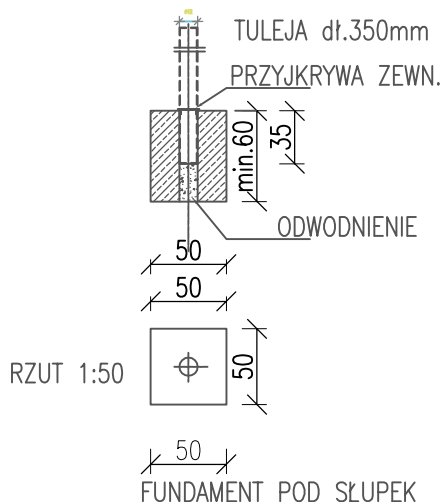 TULEJA dł.350mm
PRZYJKRYWA ZEWN.
35
min.60
ODWODNIENIE
50
50
RZUT 1:50
50
50
FUNDAMENT POD SŁUPEK